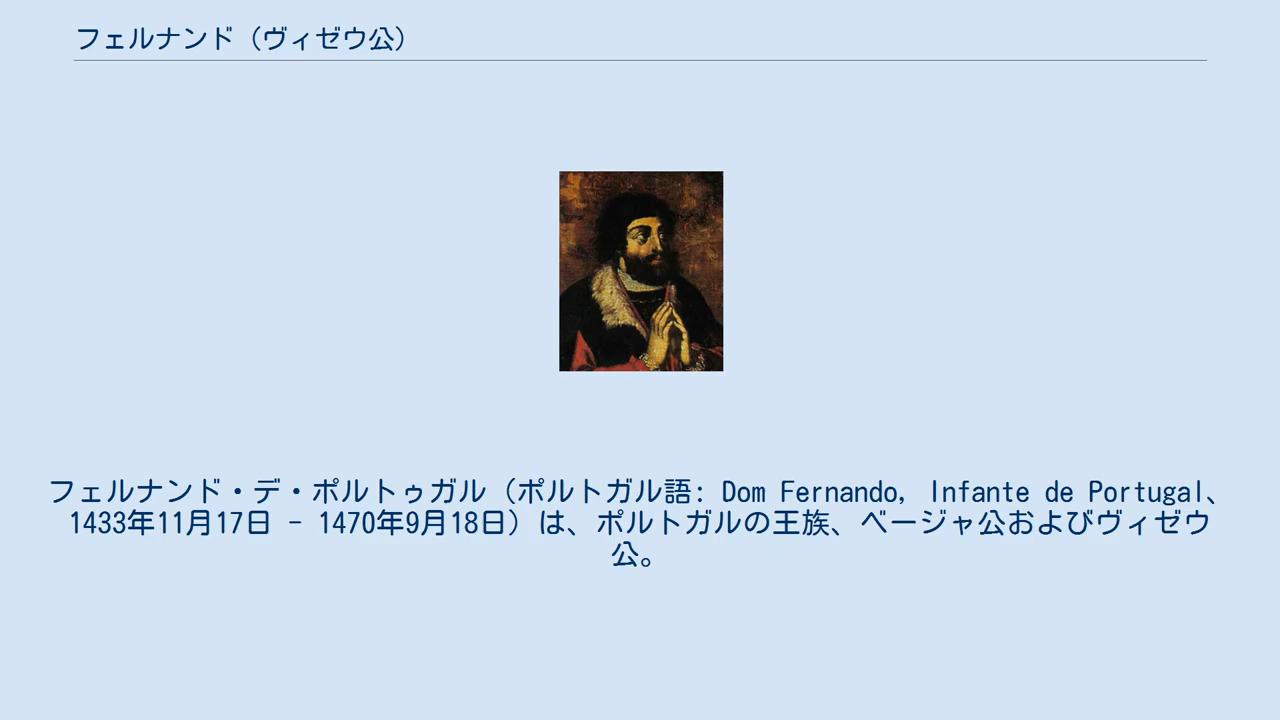 フェルナンド（ヴィゼウ公）
フェルナンド・デ・ポルトゥガル（ポルトガル語: Dom Fernando, Infante de Portugal、
1433年11月17日 - 1470年9月18日）は、ポルトガルの王族、ベージャ公およびヴィゼウ
公。